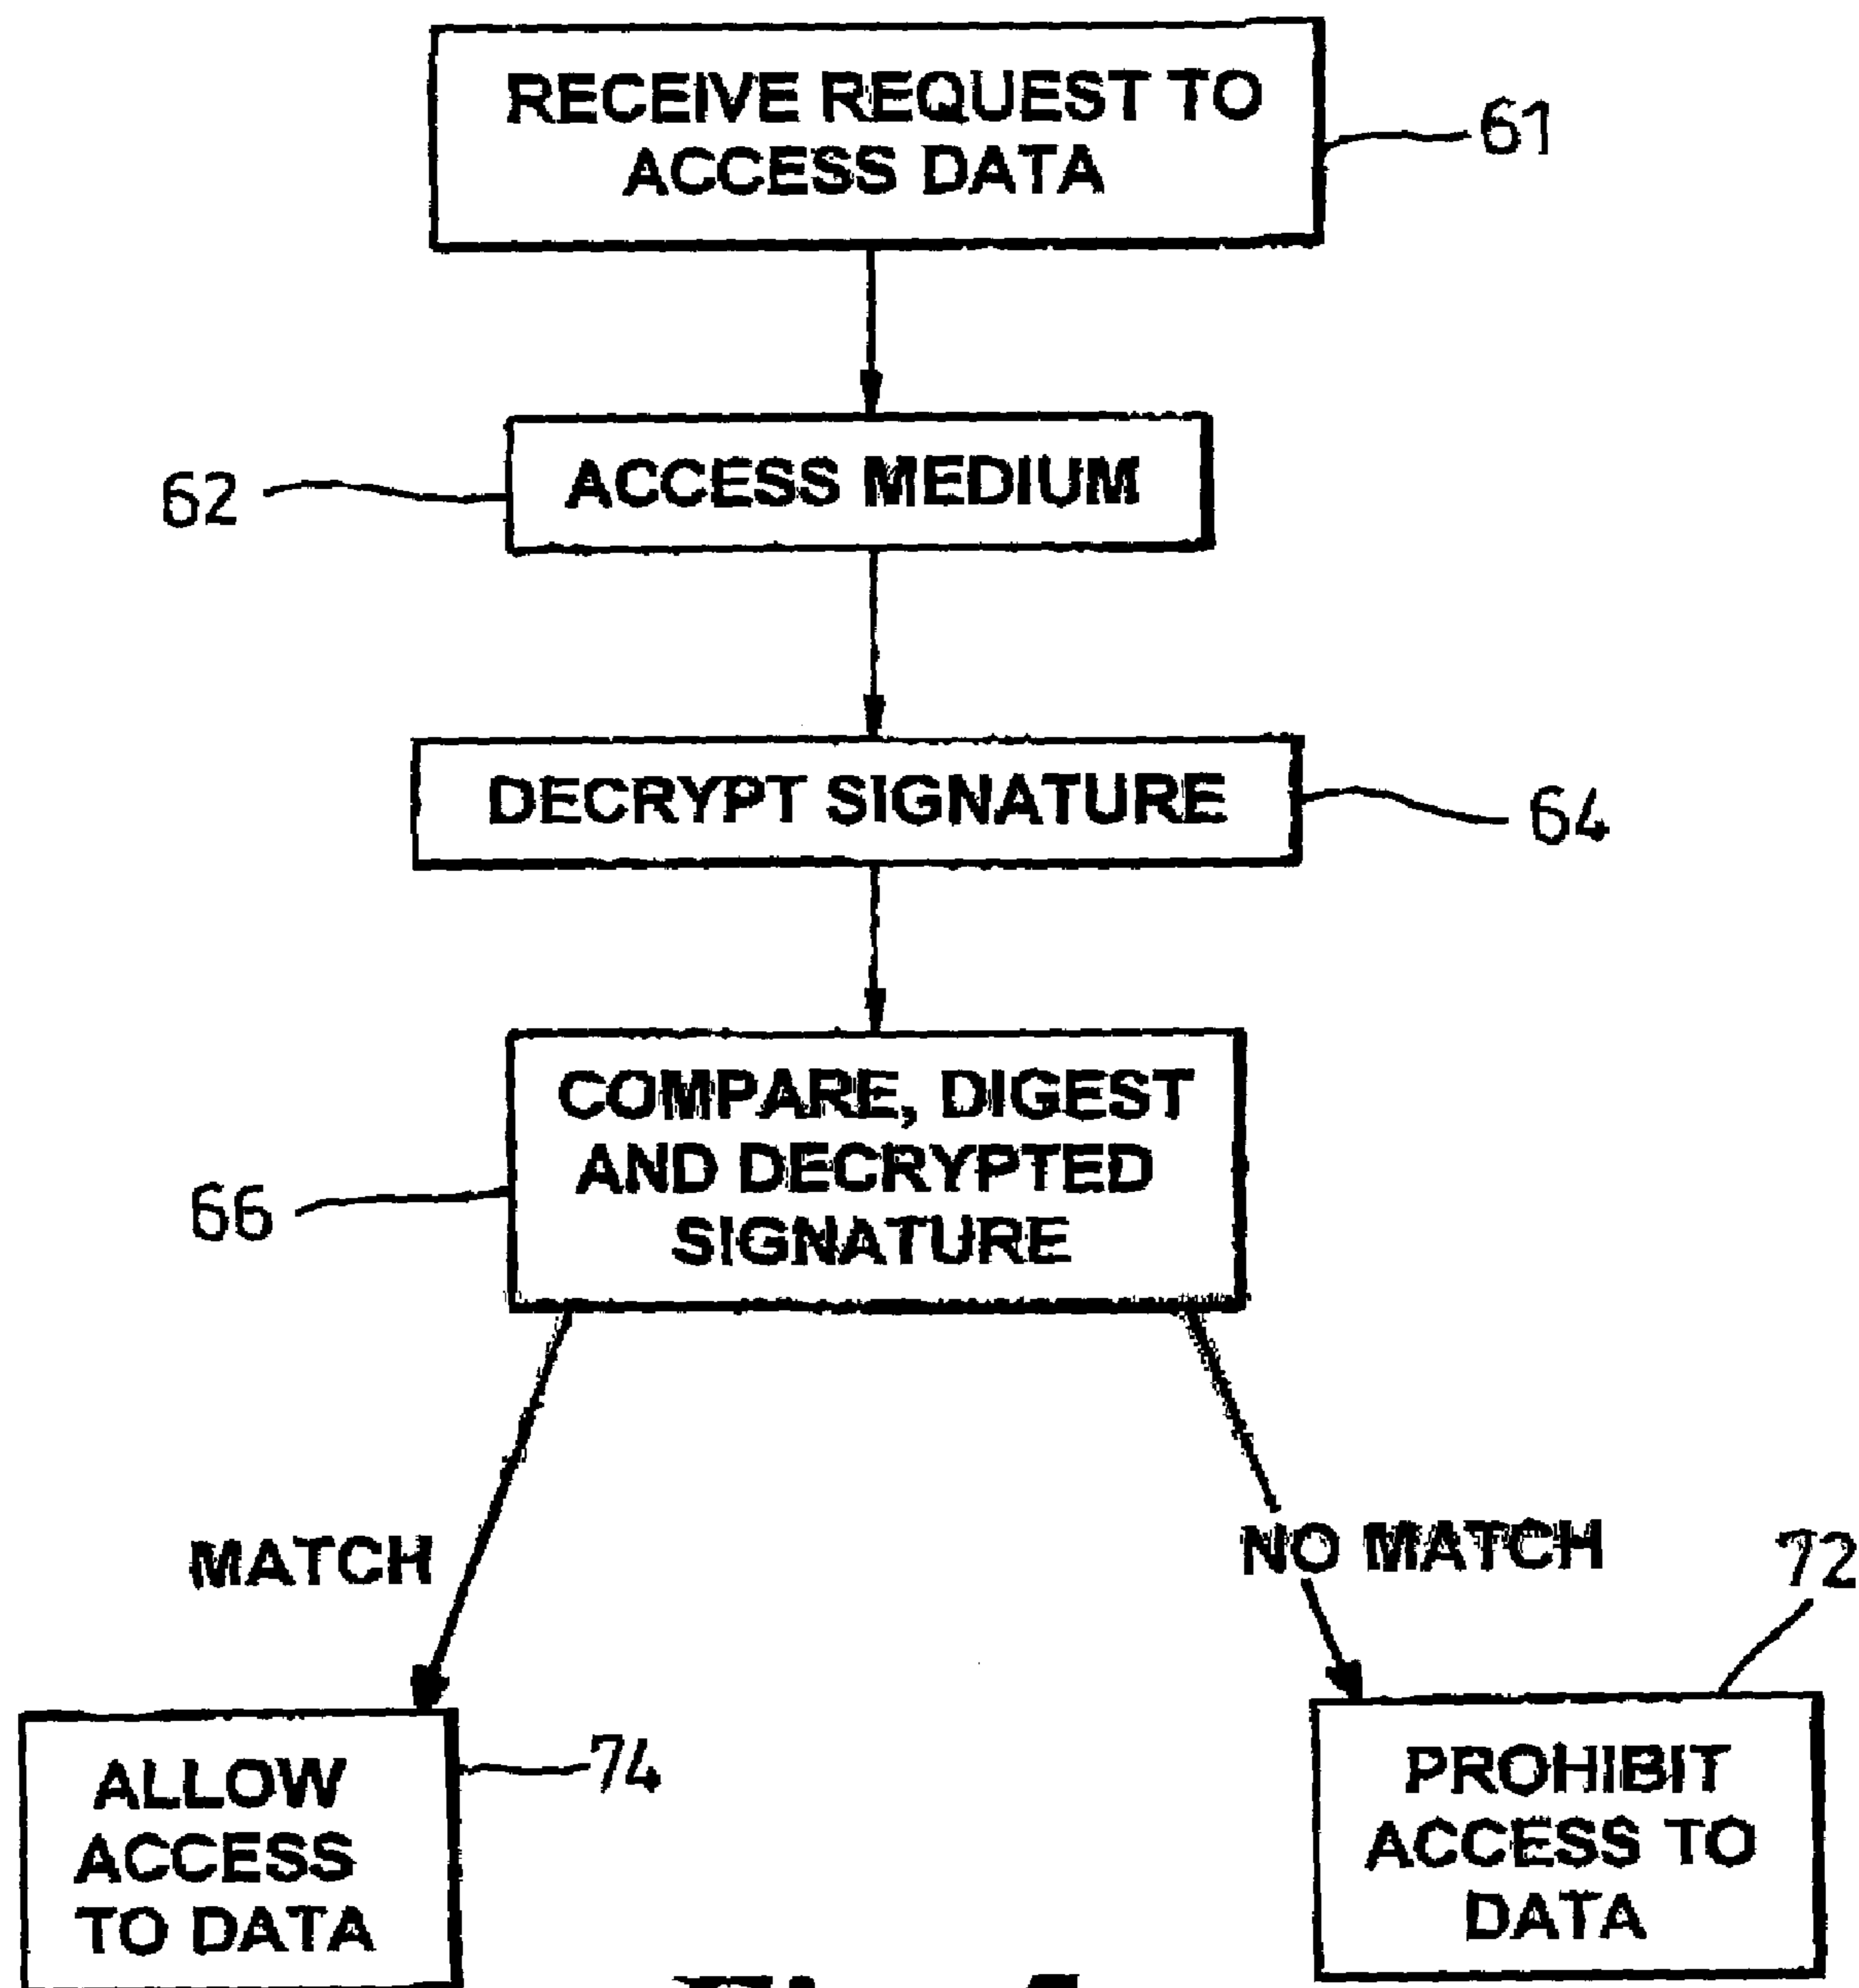 RECEIVE REQUEST TO
ACCESS DATA
61
62
ACCESS MEDIUM
DECRYPT SIGNATURE
64
COMPARE, DIGEST
AND DECRYPTED
SIGNATURE
66
MATCH
NO MATCH
72
ALLOW
ACCESS
TO DATA
74
PROHIBIT
ACCESS TO
DATA